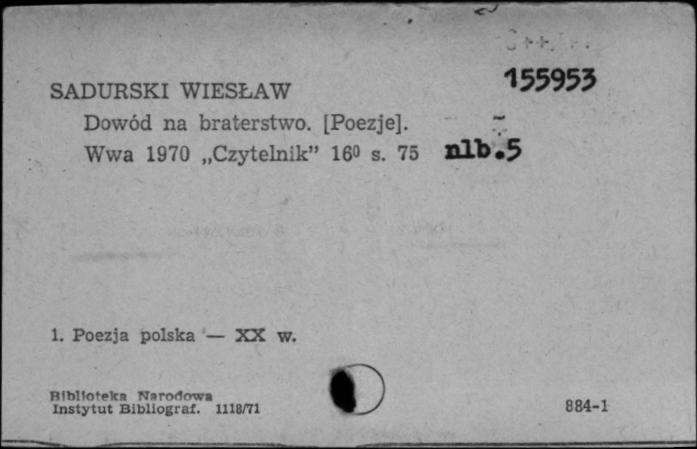 155953
SADURSKI WIESŁAW
Dowód na braterstwo. [Poezje].
Wwa 1970 „Czytelnik” 16⁰ s. 75 nlb.5
1. Poezja polska — XX w.
Biblioteka Narodowa
Instytut Bibliograf. 1118/71
884-1